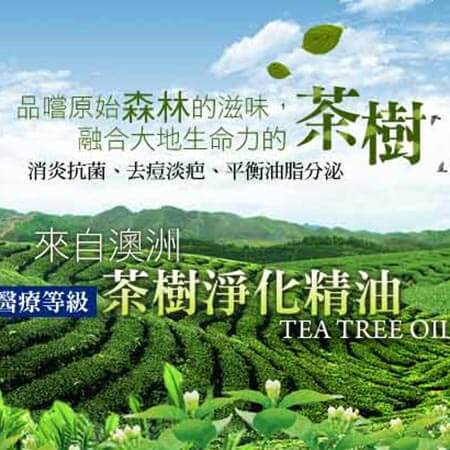 品嚐原始森林的滋味，
融合大地生命力的茶樹
消炎抗菌、去痘淡疤、平衡油脂分泌
來自澳洲
醫療等級 茶樹淨化精油
TEA TREE OIL